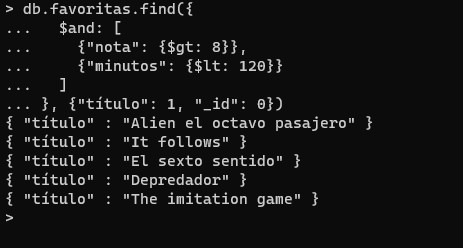 > db.favoritas.find({
...   $and: [
...     {"nota": {$gt: 8}},
...     {"minutos": {$lt: 120}}
...   ]
... }, {"título": 1, "_id": 0})
{ "título" : "Alien el octavo pasajero" }
{ "título" : "It follows" }
{ "título" : "El sexto sentido" }
{ "título" : "Depredador" }
{ "título" : "The imitation game" }
>